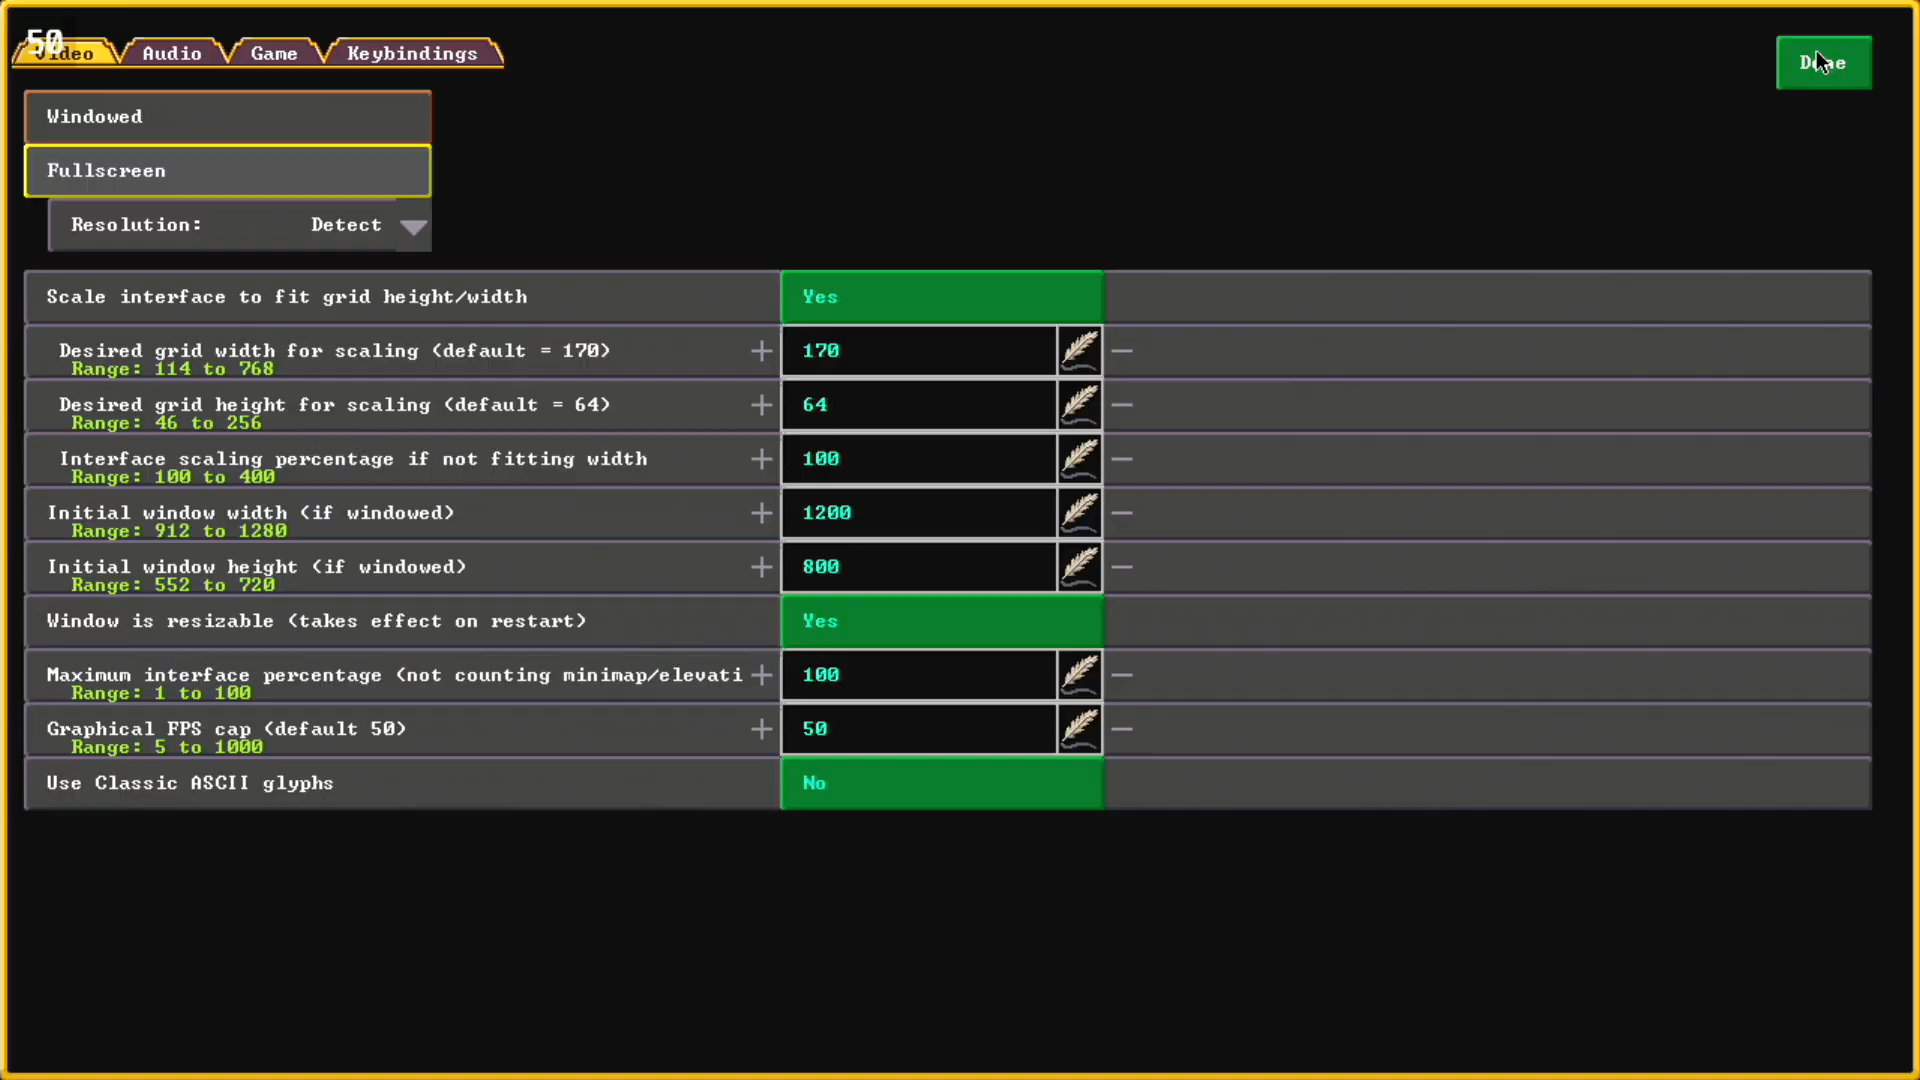 50
Video Audio Game Keybindings
Done
Windowed
Fullscreen
Resolution: Detect
Scale interface to fit grid height/width Yes
Desired grid width for scaling (default = 170) 170
Range: 114 to 768
Desired grid height for scaling (default = 64) 64
Range: 46 to 256
Interface scaling percentage if not fitting width 100
Range: 100 to 400
Initial window width (if windowed) 1200
Range: 912 to 1280
Initial window height (if windowed) 800
Range: 552 to 720
Window is resizable (takes effect on restart) Yes
Maximum interface percentage (not counting minimap/elevati 100
Range: 1 to 100
Graphical FPS cap (default 50) 50
Range: 5 to 1000
Use Classic ASCII glyphs No